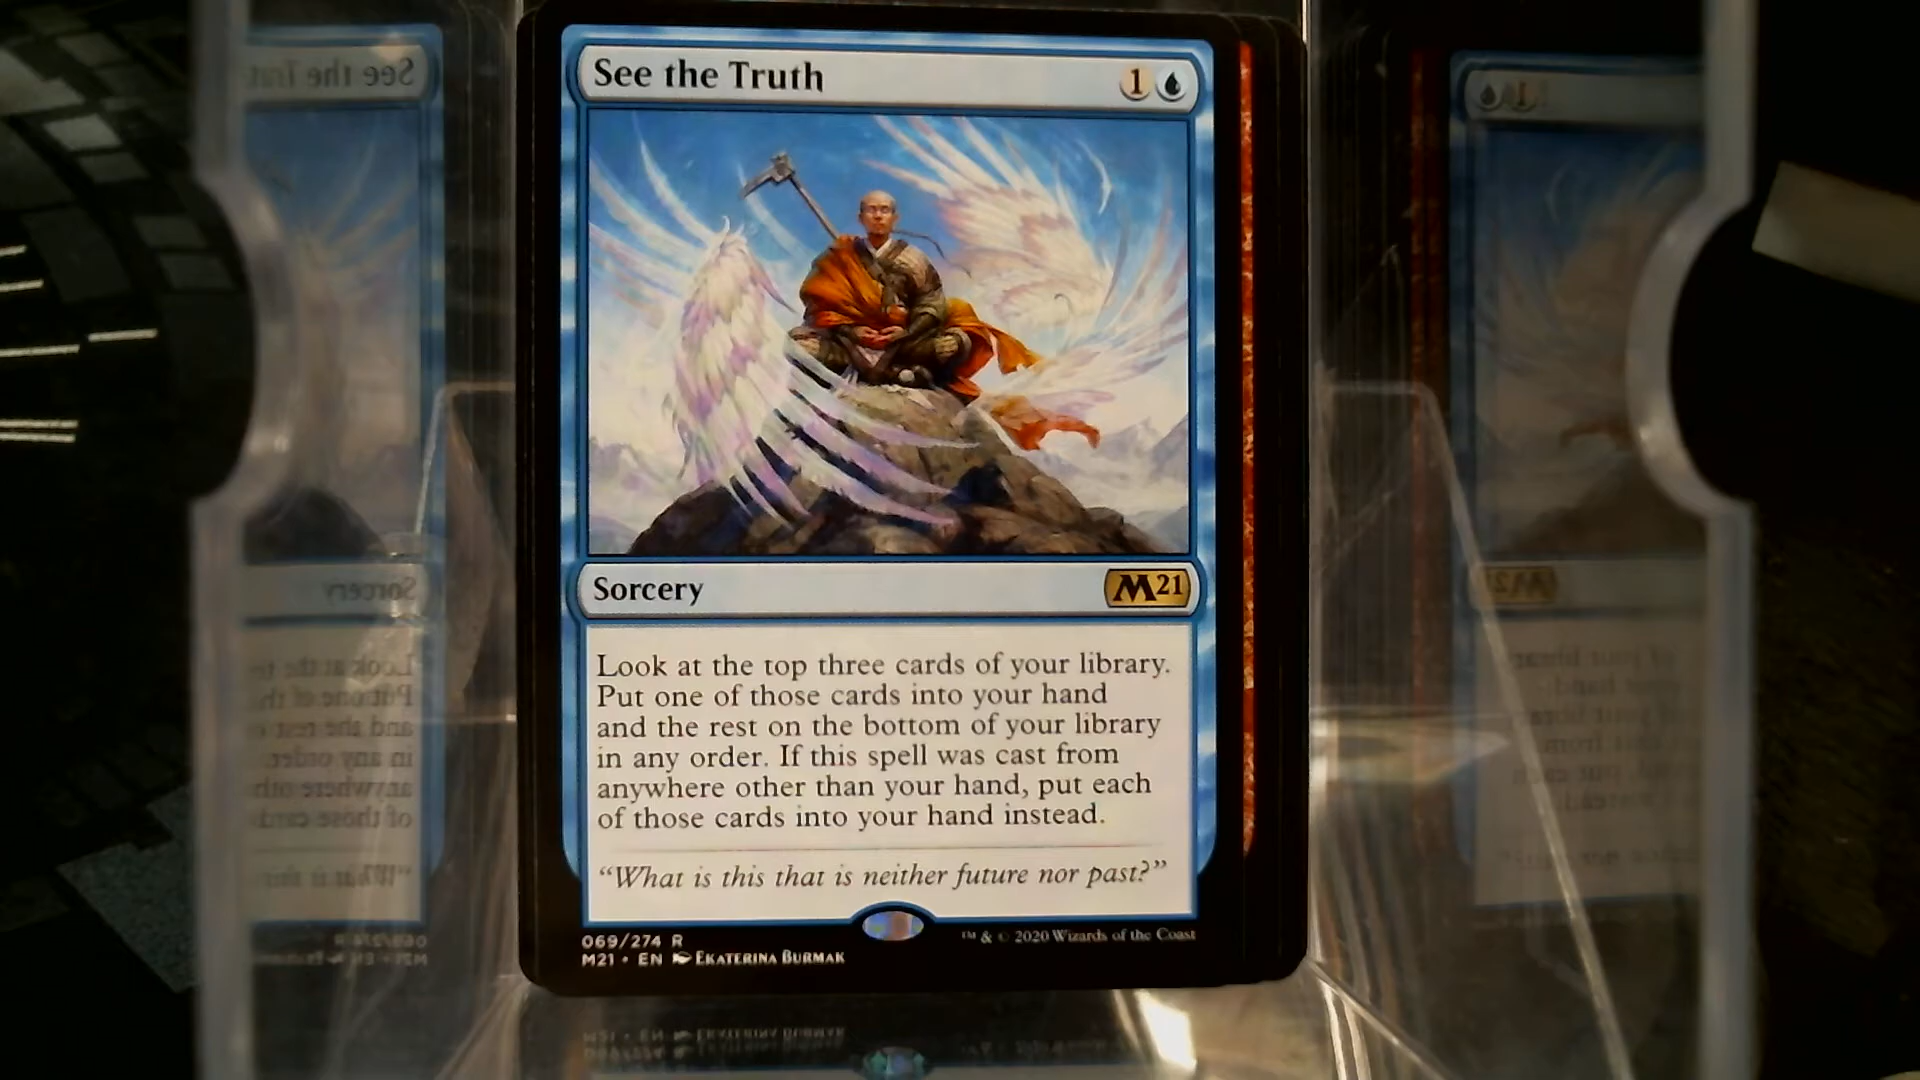 See the Truth 1
Sorcery M21
Look at the top three cards of your library.
Put one of those cards into your hand
and the rest on the bottom of your library
in any order. If this spell was cast from
anywhere other than your hand, put each
of those cards into your hand instead.
“What is this that is neither future nor past?”
069/274 R
M21 • EN EKATERINA BURMAK
™ & © 2020 Wizards of the Coast